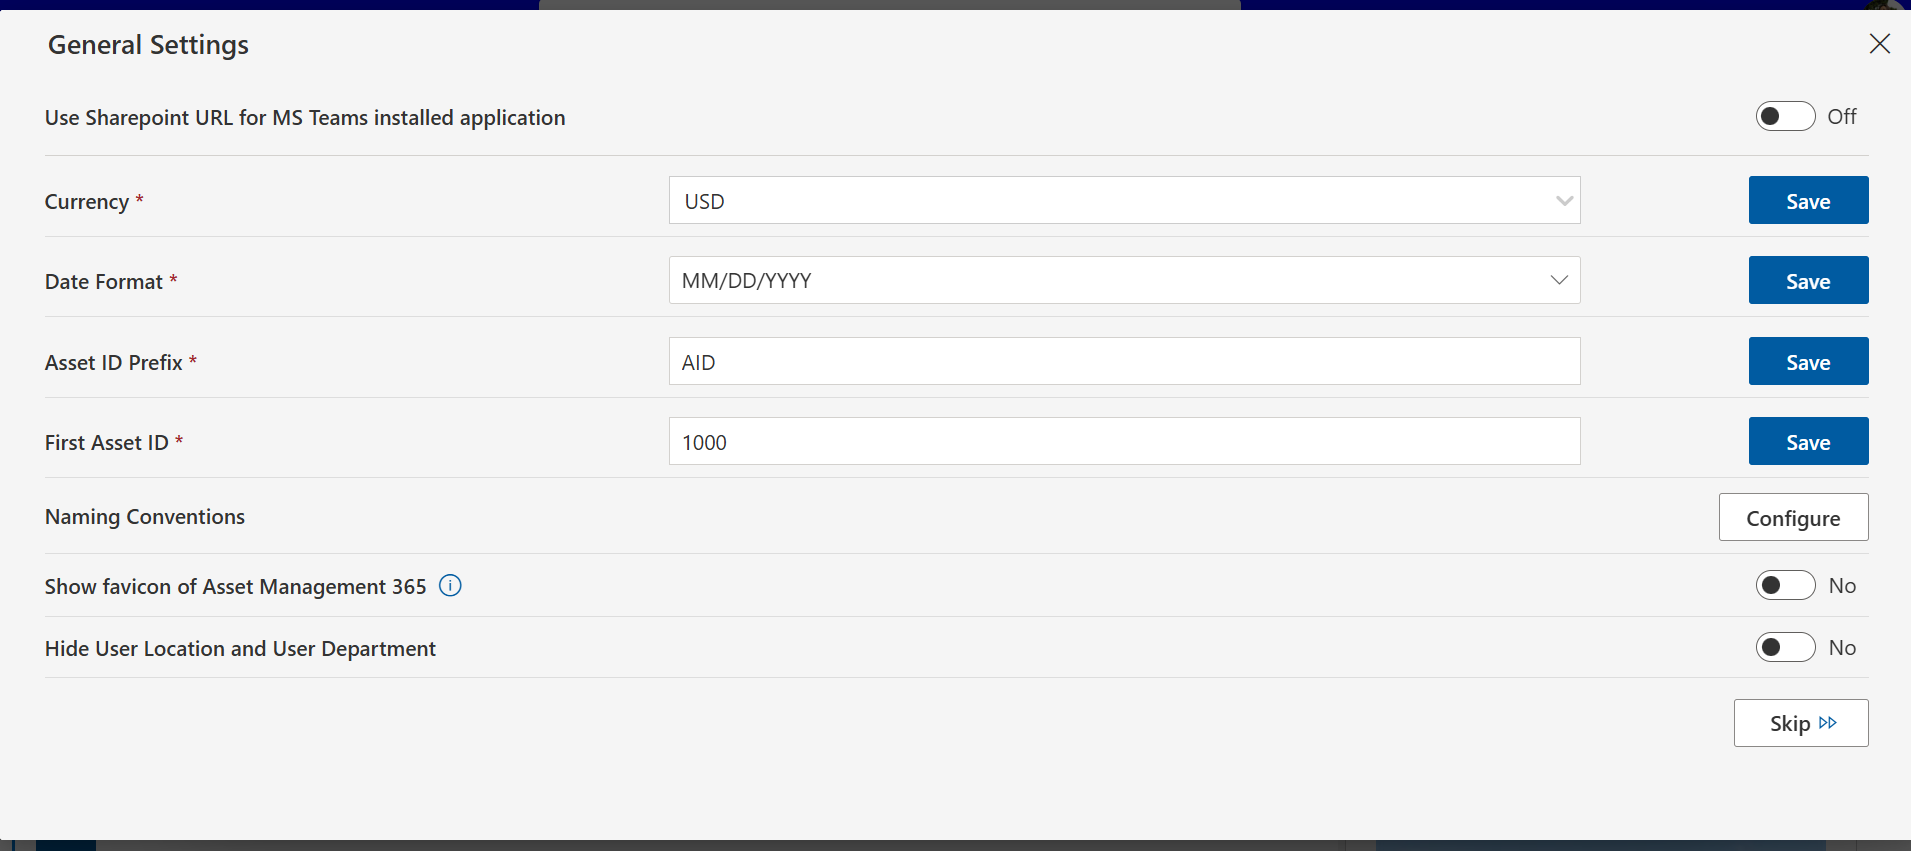 General Settings
Use Sharepoint URL for MS Teams installed application Off
Currency * USD Save
Date Format * MM/DD/YYYY Save
Asset ID Prefix * AID Save
First Asset ID * 1000 Save
Naming Conventions Configure
Show favicon of Asset Management 365 No
Hide User Location and User Department No
Skip